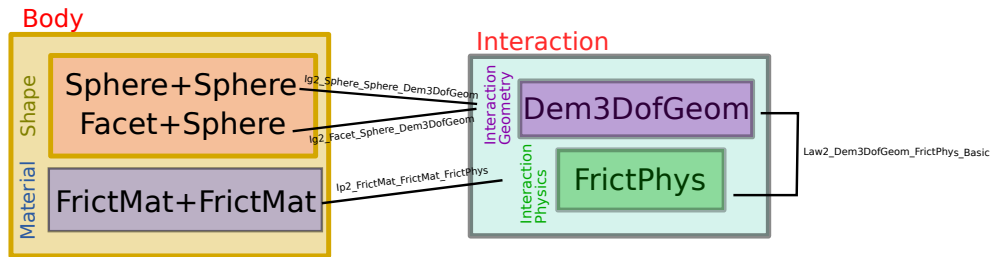 Body
Shape
Sphere+Sphere
Facet+Sphere
Material
FrictMat+FrictMat
Ig2_Sphere_Sphere_Dem3DofGeom
Ig2_Facet_Sphere_Dem3DofGeom
Ip2_FrictMat_FrictMat_FrictPhys
Interaction
Interaction
Geometry
Dem3DofGeom
Interaction
Physics
FrictPhys
Law2_Dem3DofGeom_FrictPhys_Basic